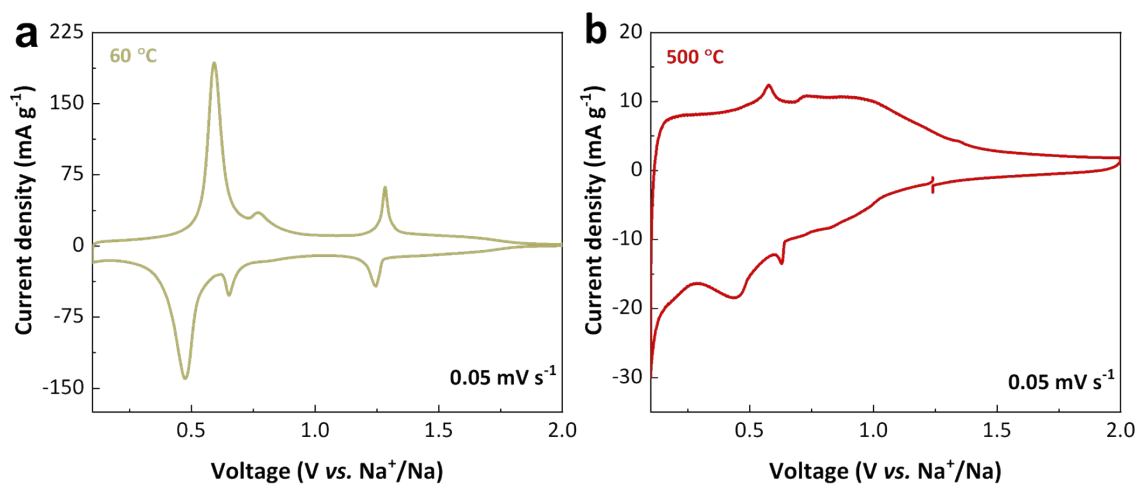 a
60 °C
225
150
75
0
-75
-150
0.5
1.0
1.5
2.0
0.05 mV s⁻¹
Current density (mA g⁻¹)
Voltage (V vs. Na⁺/Na)
b
500 °C
20
10
0
-10
-20
-30
0.5
1.0
1.5
2.0
0.05 mV s⁻¹
Current density (mA g⁻¹)
Voltage (V vs. Na⁺/Na)